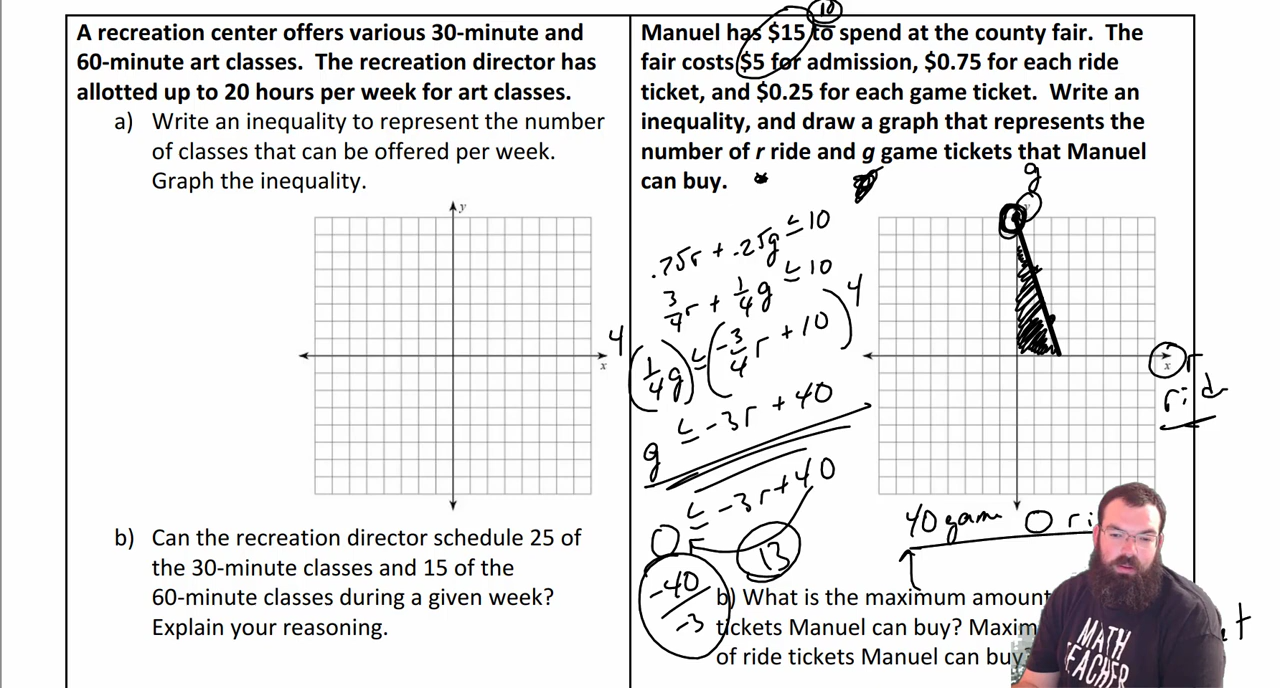 A recreation center offers various 30-minute and
60-minute art classes. The recreation director has
allotted up to 20 hours per week for art classes.
a) Write an inequality to represent the number
of classes that can be offered per week.
Graph the inequality.
y
x
b) Can the recreation director schedule 25 of
the 30-minute classes and 15 of the
60-minute classes during a given week?
Explain your reasoning.
10
Manuel has $15 to spend at the county fair. The
fair costs $5 for admission, $0.75 for each ride
ticket, and $0.25 for each game ticket. Write an
inequality, and draw a graph that represents the
number of r ride and g game tickets that Manuel
can buy.
g
.75r + .25g ≤ 10
3/4r + 1/4g ≤ 10
4(1/4g) ≤ (-3/4r + 10)4
g ≤ -3r + 40
0 ≤ -3r + 40
r 13
-40/-3
x r
rid
40 game 0 ri
b) What is the maximum amount
tickets Manuel can buy? Maxim
of ride tickets Manuel can buy
MATH
TEACHER